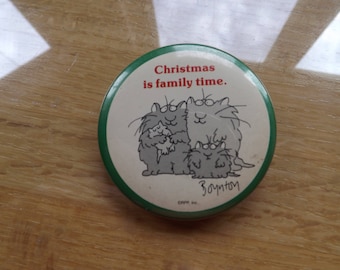 Christmas
is family time.
Boynton